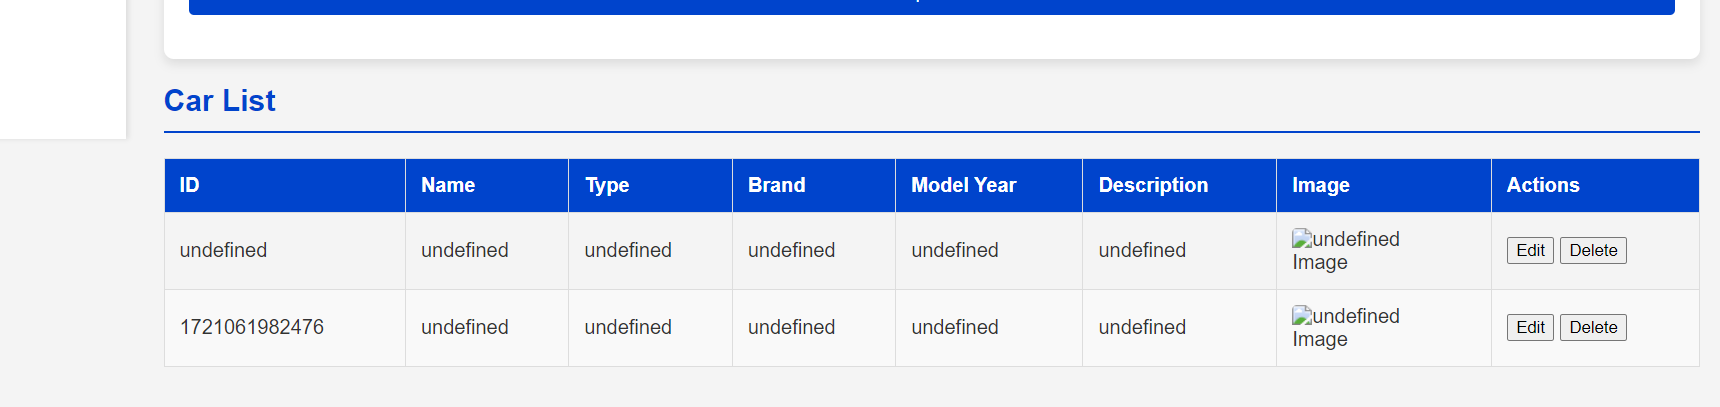 Car List
ID Name Type Brand Model Year Description Image Actions
undefined undefined undefined undefined undefined undefined undefined Image Edit Delete
1721061982476 undefined undefined undefined undefined undefined undefined Image Edit Delete